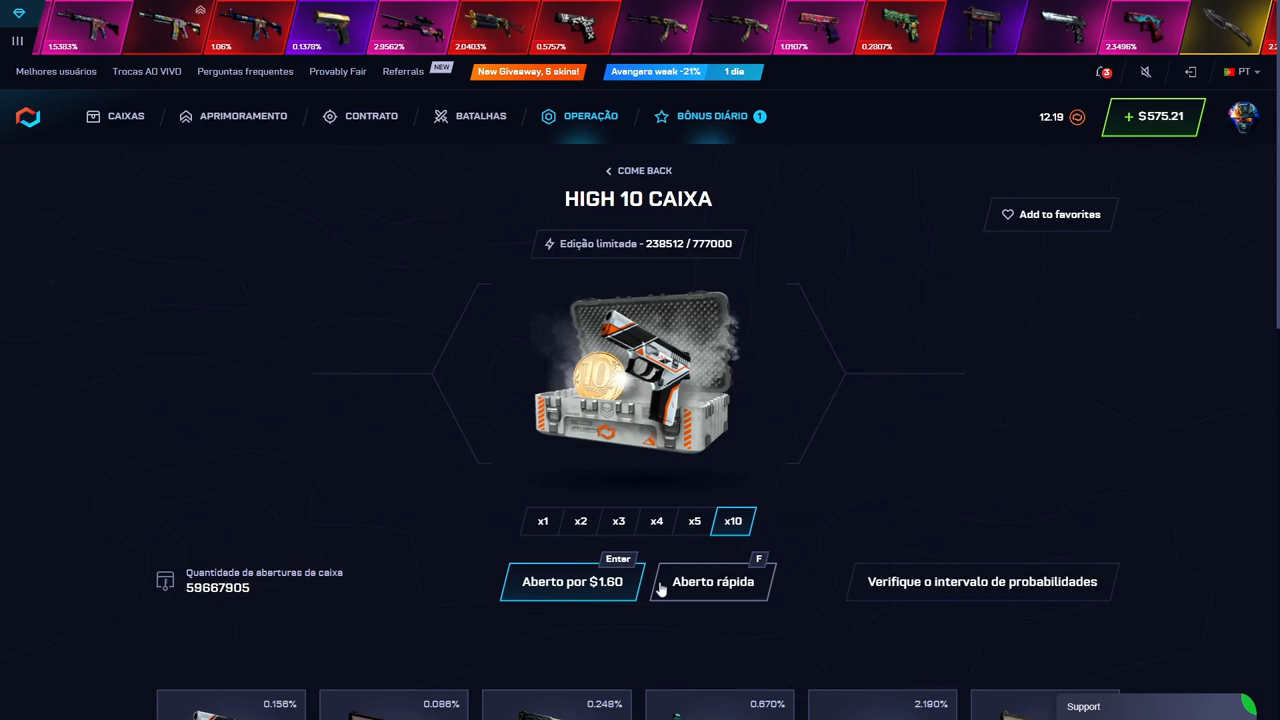 1.5383%
1.06%
0.1378%
2.9562%
2.0403%
0.5757%
1.0107%
0.2807%
2.3496%
Melhores usuários
Trocas AO VIVO
Perguntas frequentes
Provably Fair
Referrals
NEW
New Giveaway, 6 skins!
Avengers week -21%
1 dia
3
PT
CAIXAS
APRIMORAMENTO
CONTRATO
BATALHAS
OPERAÇÃO
BÔNUS DIÁRIO
1
12.19
+ $575.21
COME BACK
HIGH 10 CAIXA
Add to favorites
Edição limitada - 238512 / 777000
10
x1
x2
x3
x4
x5
x10
Enter
F
Quantidade de aberturas de caixa
59667905
Aberto por $1.60
Aberto rápida
Verifique o intervalo de probabilidades
0.156%
0.086%
0.248%
0.670%
2.190%
Support